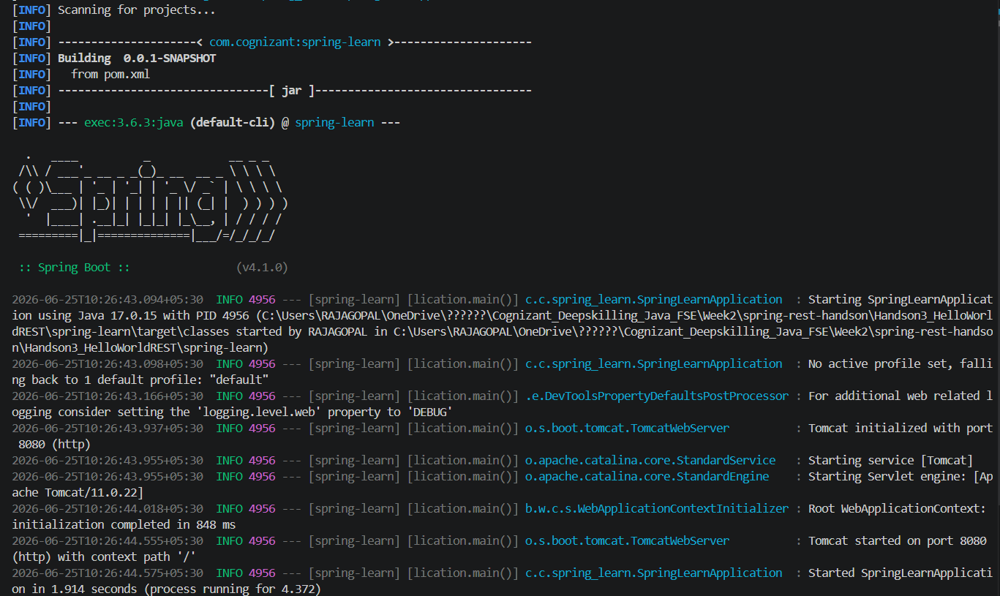 [INFO] Scanning for projects...
[INFO]
[INFO] ---------------------< com.cognizant:spring-learn >---------------------
[INFO] Building  0.0.1-SNAPSHOT
[INFO]   from pom.xml
[INFO] --------------------------------[ jar ]---------------------------------
[INFO]
[INFO] --- exec:3.6.3:java (default-cli) @ spring-learn ---

  .   ____          _            __ _ _
 /\\ / ___'_ __ _ _(_)_ __  __ _ \ \ \ \
( ( )\___ | '_ | '_| | '_ \/ _` | \ \ \ \
 \\/  ___)| |_)| | | | | || (_| |  ) ) ) )
  '  |____| .__|_| |_|_| |_\__, | / / / /
 =========|_|==============|___/=/_/_/_/

 :: Spring Boot ::                (v4.1.0)

2026-06-25T10:26:43.094+05:30  INFO 4956 --- [spring-learn] [lication.main()] c.c.spring_learn.SpringLearnApplication  : Starting SpringLearnApplicat
ion using Java 17.0.15 with PID 4956 (C:\Users\RAJAGOPAL\OneDrive\??????\Cognizant_Deepskilling_Java_FSE\Week2\spring-rest-handson\Handson3_HelloWorl
dREST\spring-learn\target\classes started by RAJAGOPAL in C:\Users\RAJAGOPAL\OneDrive\??????\Cognizant_Deepskilling_Java_FSE\Week2\spring-rest-handso
n\Handson3_HelloWorldREST\spring-learn)
2026-06-25T10:26:43.098+05:30  INFO 4956 --- [spring-learn] [lication.main()] c.c.spring_learn.SpringLearnApplication  : No active profile set, falli
ng back to 1 default profile: "default"
2026-06-25T10:26:43.166+05:30  INFO 4956 --- [spring-learn] [lication.main()] .e.DevToolsPropertyDefaultsPostProcessor : For additional web related l
ogging consider setting the 'logging.level.web' property to 'DEBUG'
2026-06-25T10:26:43.937+05:30  INFO 4956 --- [spring-learn] [lication.main()] o.s.boot.tomcat.TomcatWebServer          : Tomcat initialized with port
 8080 (http)
2026-06-25T10:26:43.955+05:30  INFO 4956 --- [spring-learn] [lication.main()] o.apache.catalina.core.StandardService   : Starting service [Tomcat]
2026-06-25T10:26:43.955+05:30  INFO 4956 --- [spring-learn] [lication.main()] o.apache.catalina.core.StandardEngine    : Starting Servlet engine: [Ap
ache Tomcat/11.0.22]
2026-06-25T10:26:44.018+05:30  INFO 4956 --- [spring-learn] [lication.main()] b.w.c.s.WebApplicationContextInitializer : Root WebApplicationContext:
initialization completed in 848 ms
2026-06-25T10:26:44.555+05:30  INFO 4956 --- [spring-learn] [lication.main()] o.s.boot.tomcat.TomcatWebServer          : Tomcat started on port 8080
(http) with context path '/'
2026-06-25T10:26:44.575+05:30  INFO 4956 --- [spring-learn] [lication.main()] c.c.spring_learn.SpringLearnApplication  : Started SpringLearnApplicati
on in 1.914 seconds (process running for 4.372)